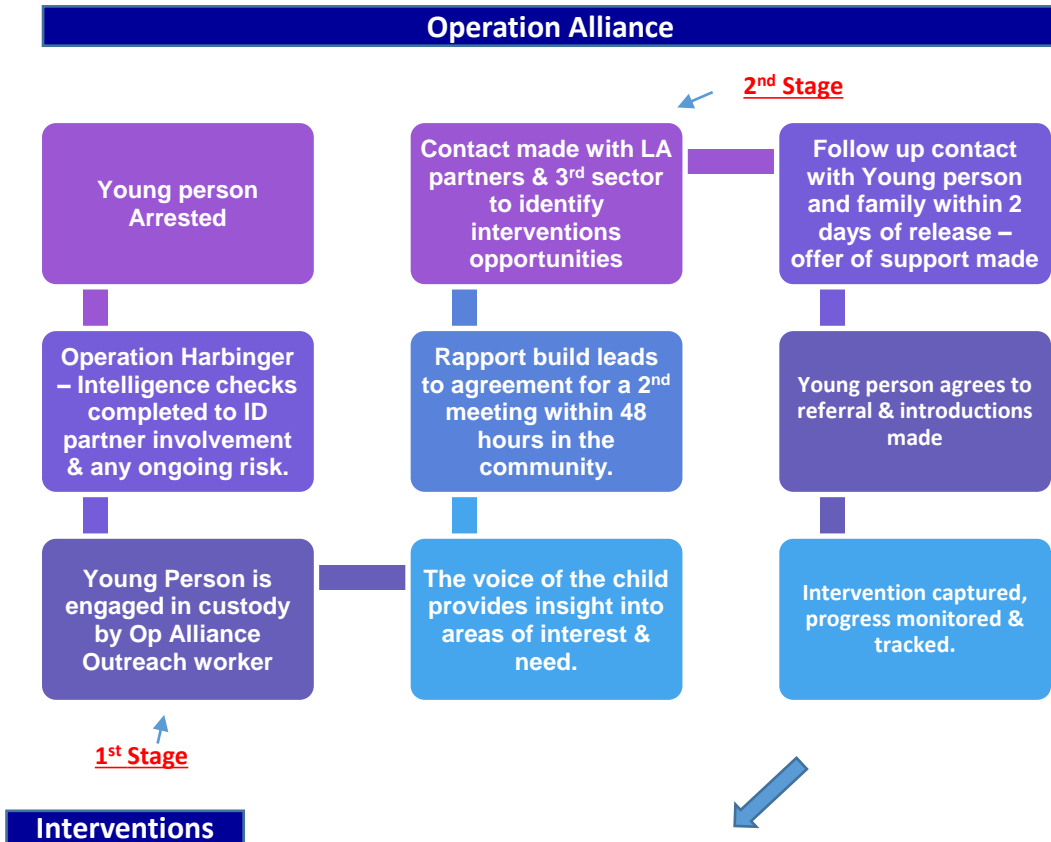 Operation Alliance
2nd Stage
Young person
Arrested
Operation Harbinger
– Intelligence checks
completed to ID
partner involvement
& any ongoing risk.
Young Person is
engaged in custody
by Op Alliance
Outreach worker
1st Stage
The voice of the child
provides insight into
areas of interest &
need.
Rapport build leads
to agreement for a 2nd
meeting within 48
hours in the
community.
Contact made with LA
partners & 3rd sector
to identify
interventions
opportunities
Follow up contact
with Young person
and family within 2
days of release –
offer of support made
Young person agrees to
referral & introductions
made
Intervention captured,
progress monitored &
tracked.
Interventions